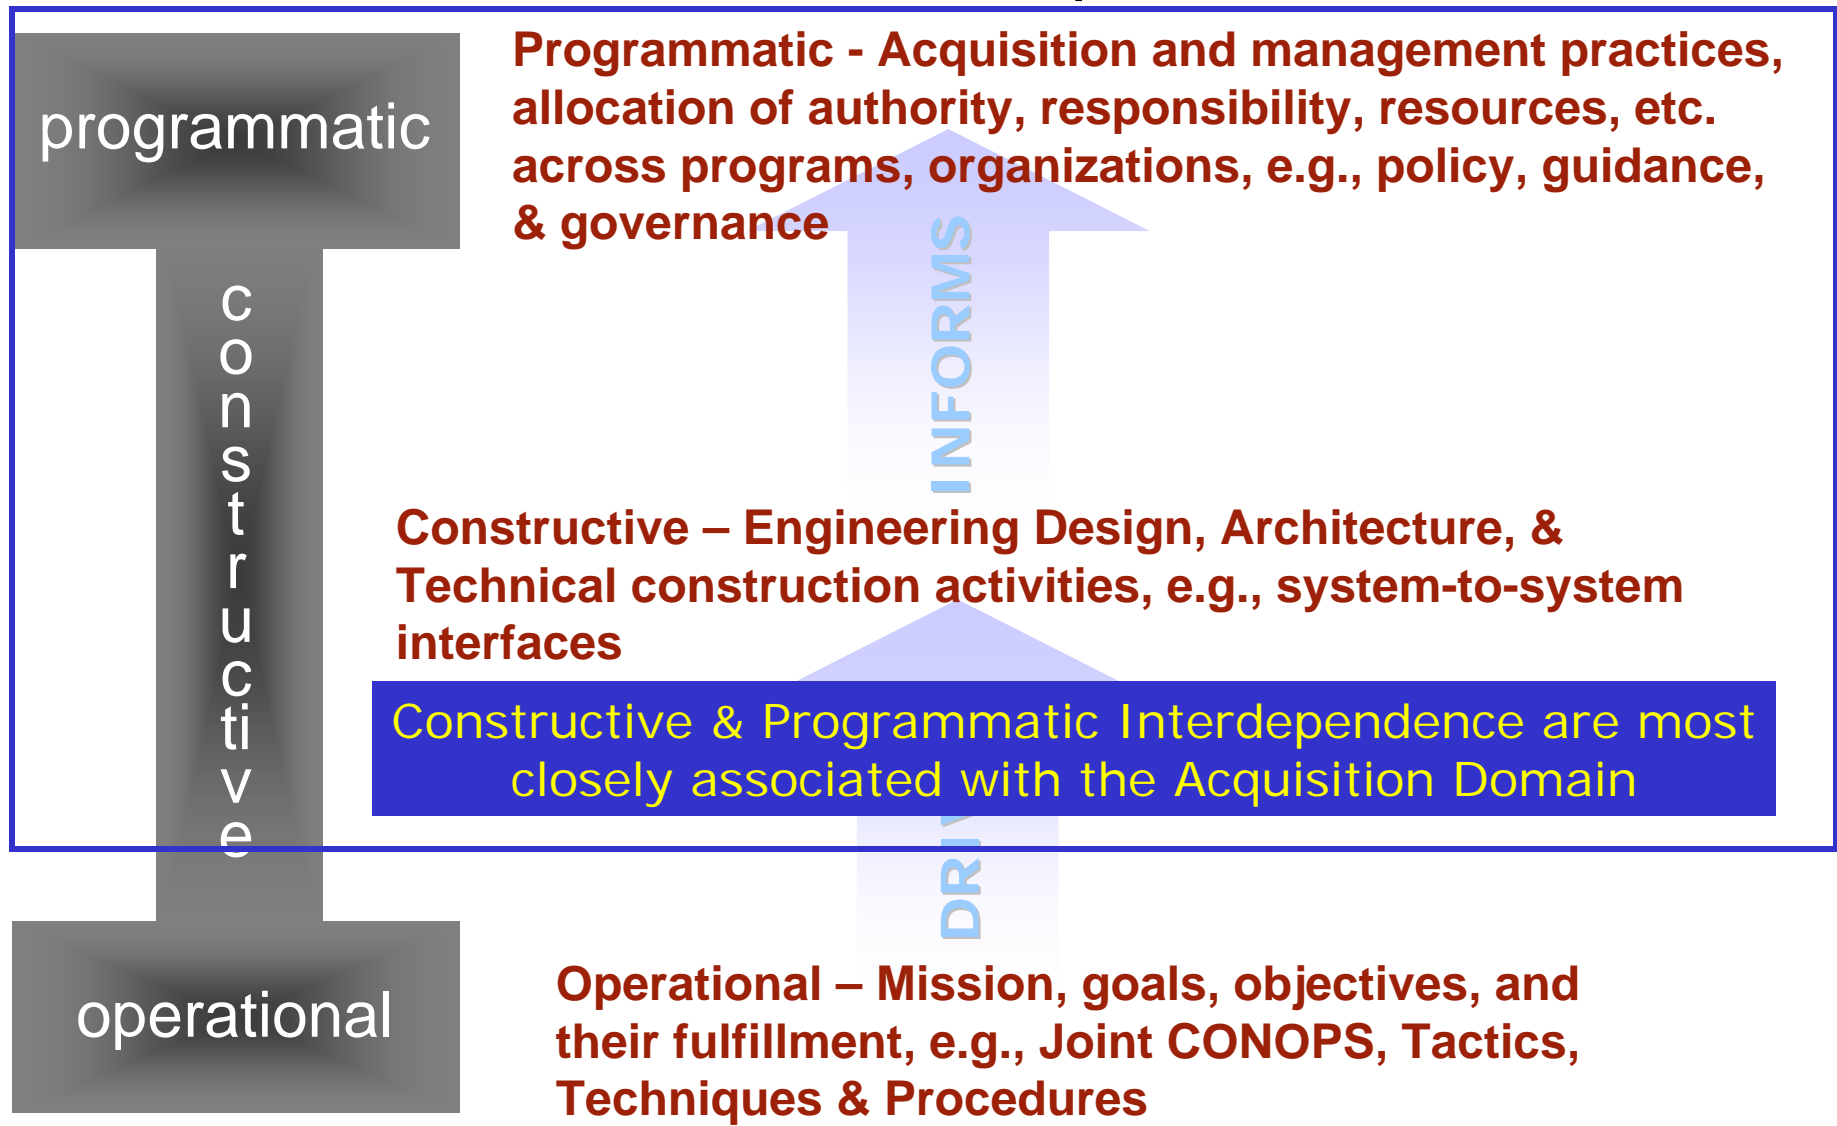 programmatic
Programmatic - Acquisition and management practices,
allocation of authority, responsibility, resources, etc.
across programs, organizations, e.g., policy, guidance,
& governance
constructive
INFORMS
Constructive – Engineering Design, Architecture, &
Technical construction activities, e.g., system-to-system
interfaces
Constructive & Programmatic Interdependence are most
closely associated with the Acquisition Domain
operational
Operational – Mission, goals, objectives, and
their fulfillment, e.g., Joint CONOPS, Tactics,
Techniques & Procedures